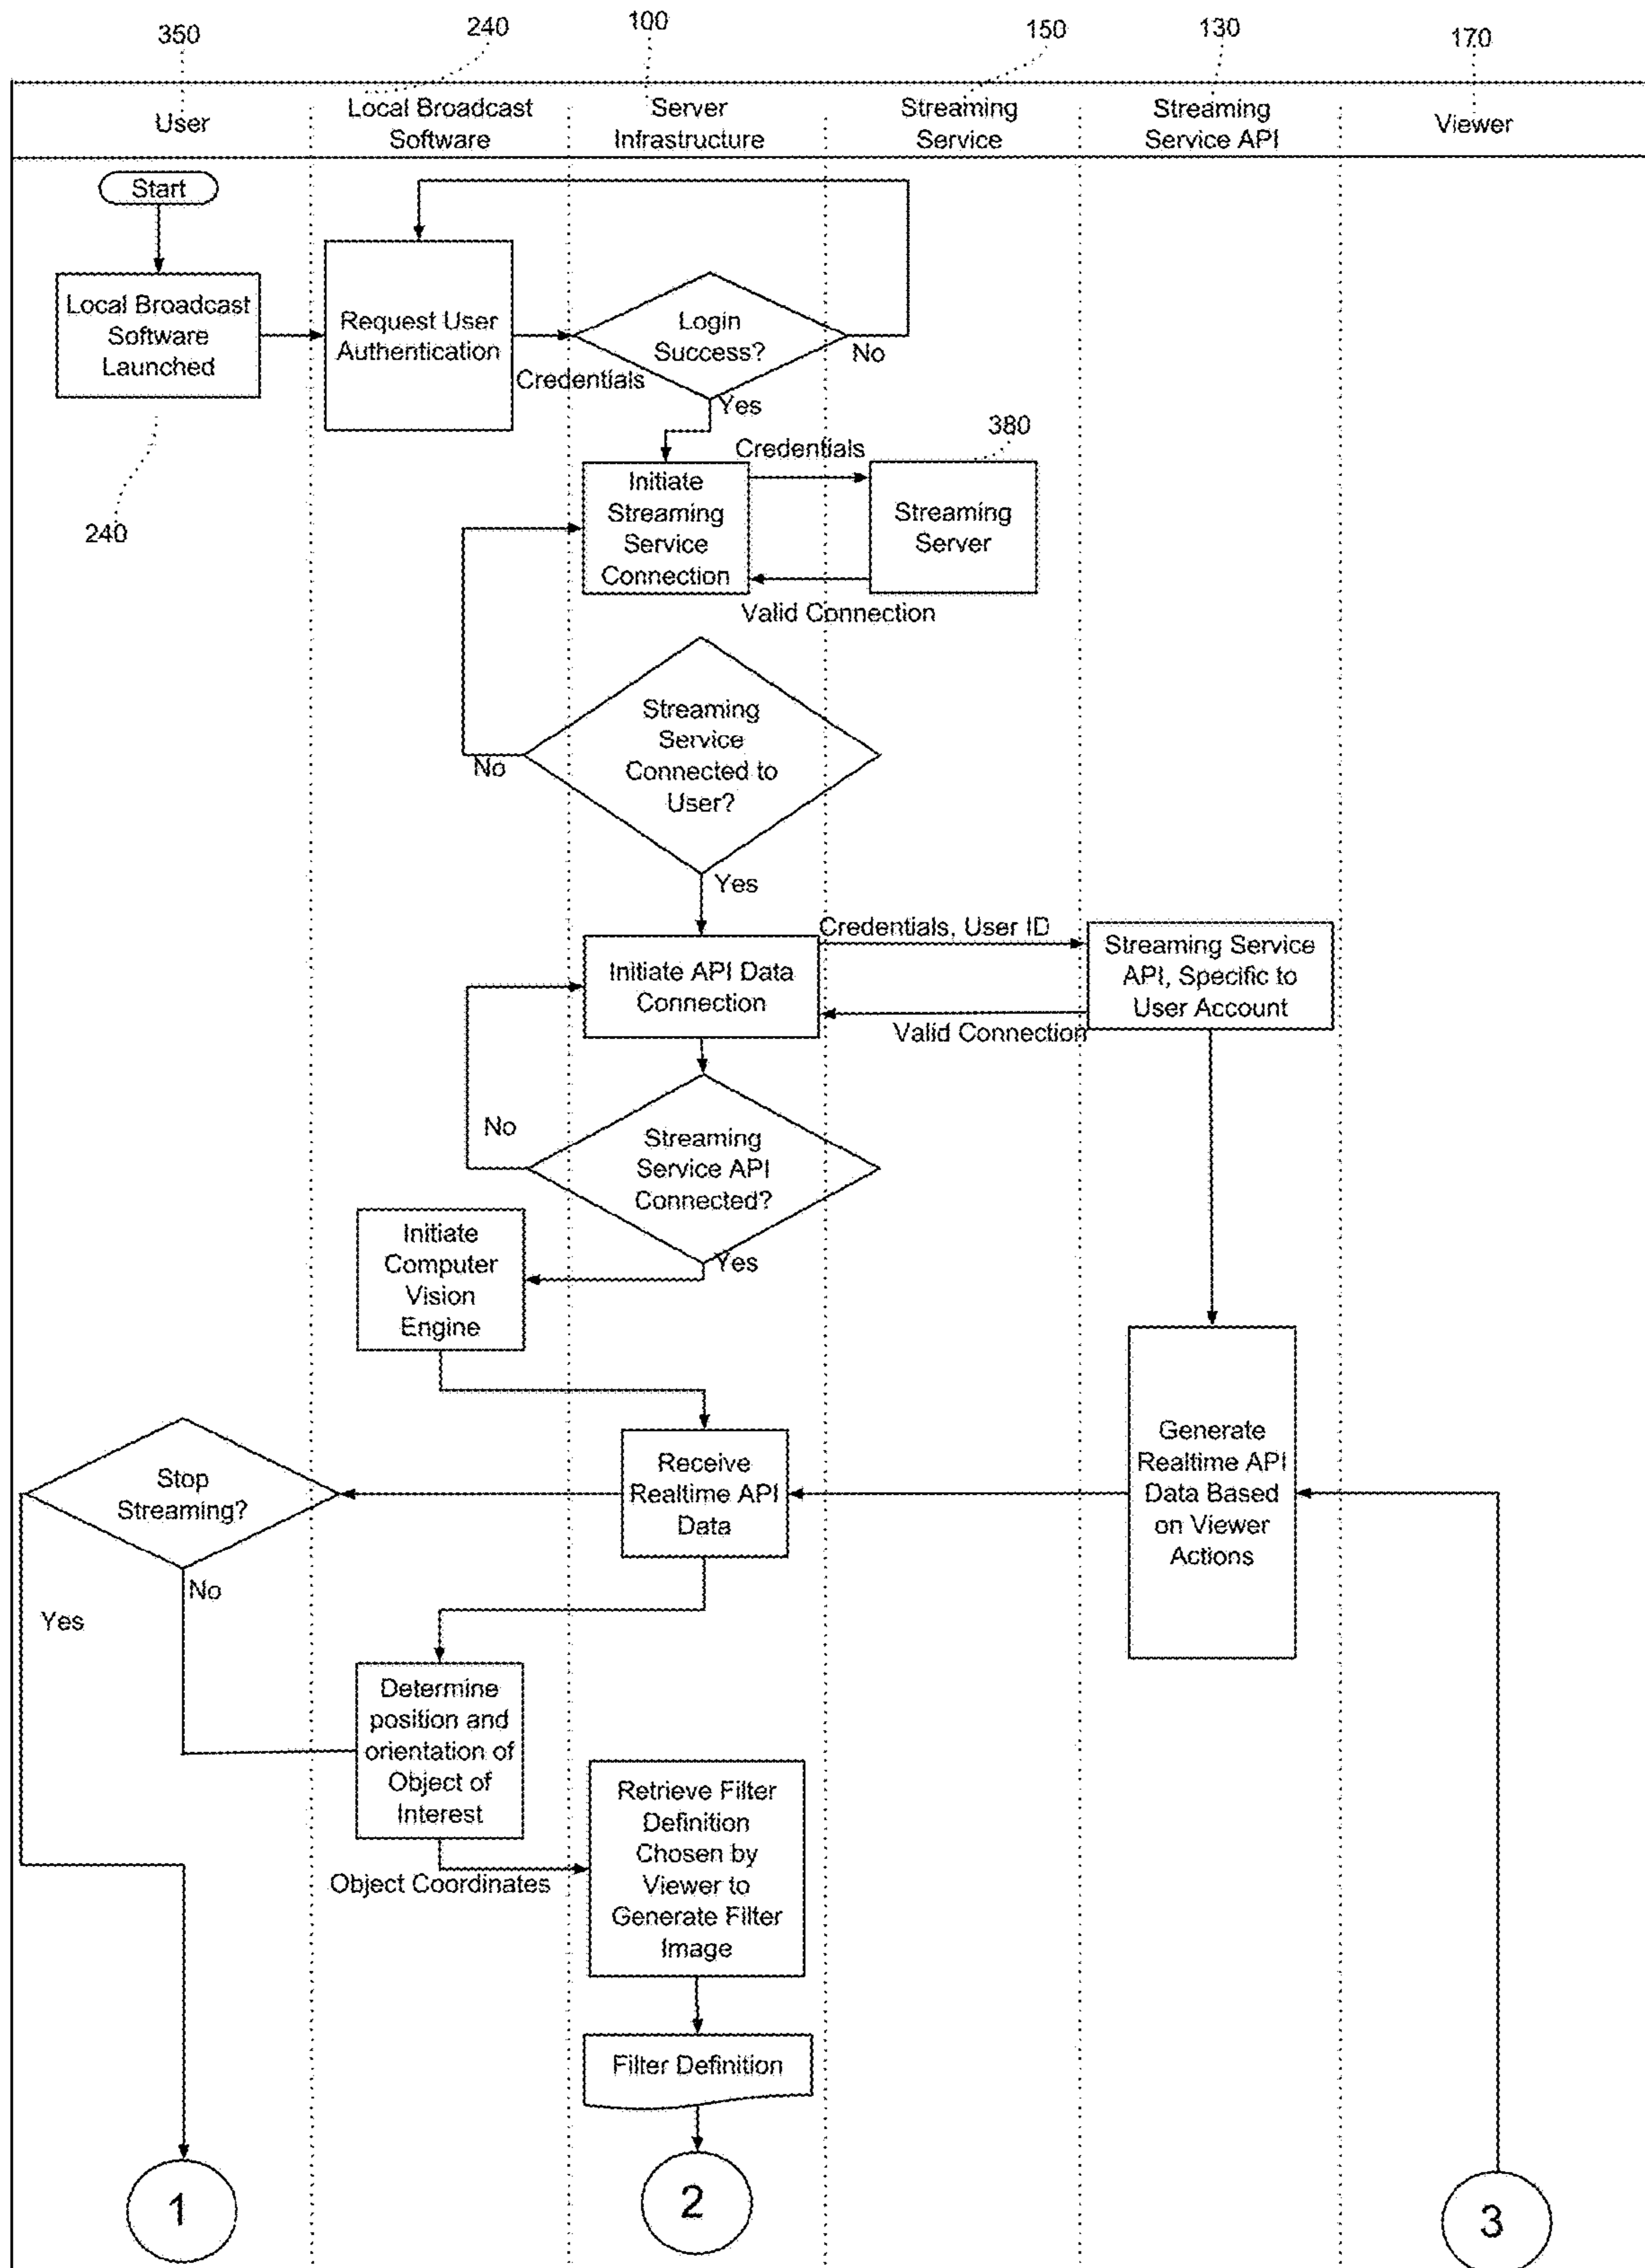 350
240
100
150
130
170
User
Local Broadcast
Software
Server
Infrastructure
Streaming
Service
Streaming
Service API
Viewer
Start
Local Broadcast
Software
Launched
240
Request User
Authentication
Credentials
Login
Success?
No
Yes
Initiate
Streaming
Service
Connection
Credentials
380
Streaming
Server
Valid Connection
Streaming
Service
Connected to
User?
No
Yes
Initiate API Data
Connection
Credentials, User ID
Streaming Service
API, Specific to
User Account
Valid Connection
Streaming
Service API
Connected?
No
Yes
Initiate
Computer
Vision
Engine
Stop
Streaming?
No
Yes
Receive
Realtime API
Data
Generate
Realtime API
Data Based
on Viewer
Actions
Determine
position and
orientation of
Object of
Interest
Object Coordinates
Retrieve Filter
Definition
Chosen by
Viewer to
Generate Filter
Image
Filter Definition
1
2
3